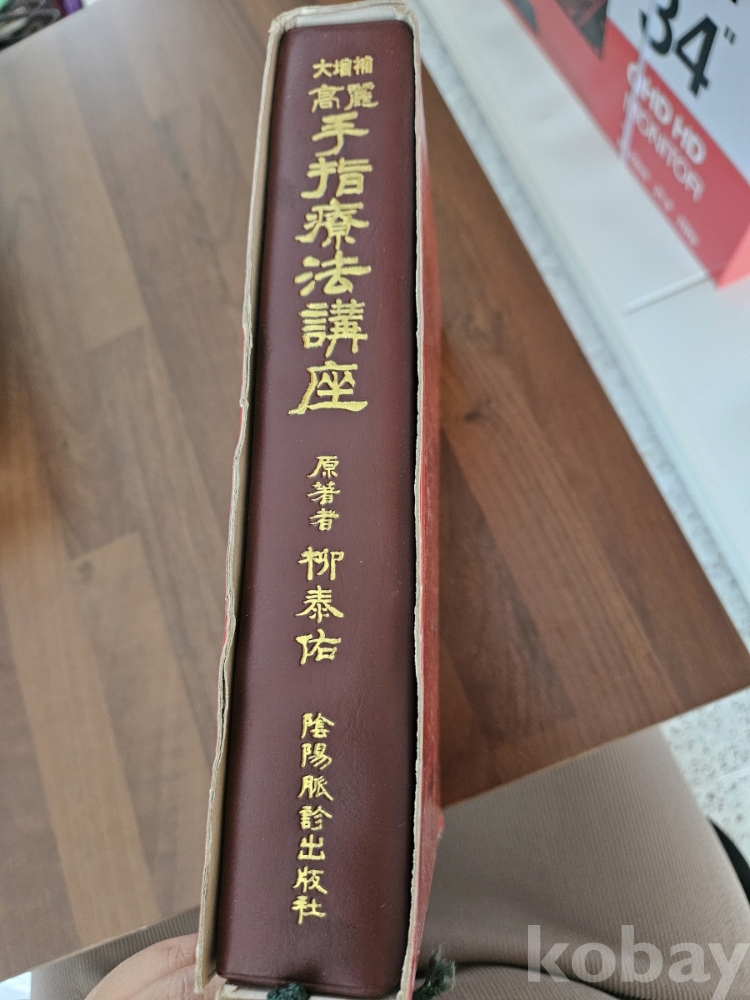 大增補
高麗
手指療法講座
原著者 柳泰佑
陰陽脈診出版社
34"
QHD HD
MONITOR
kobay